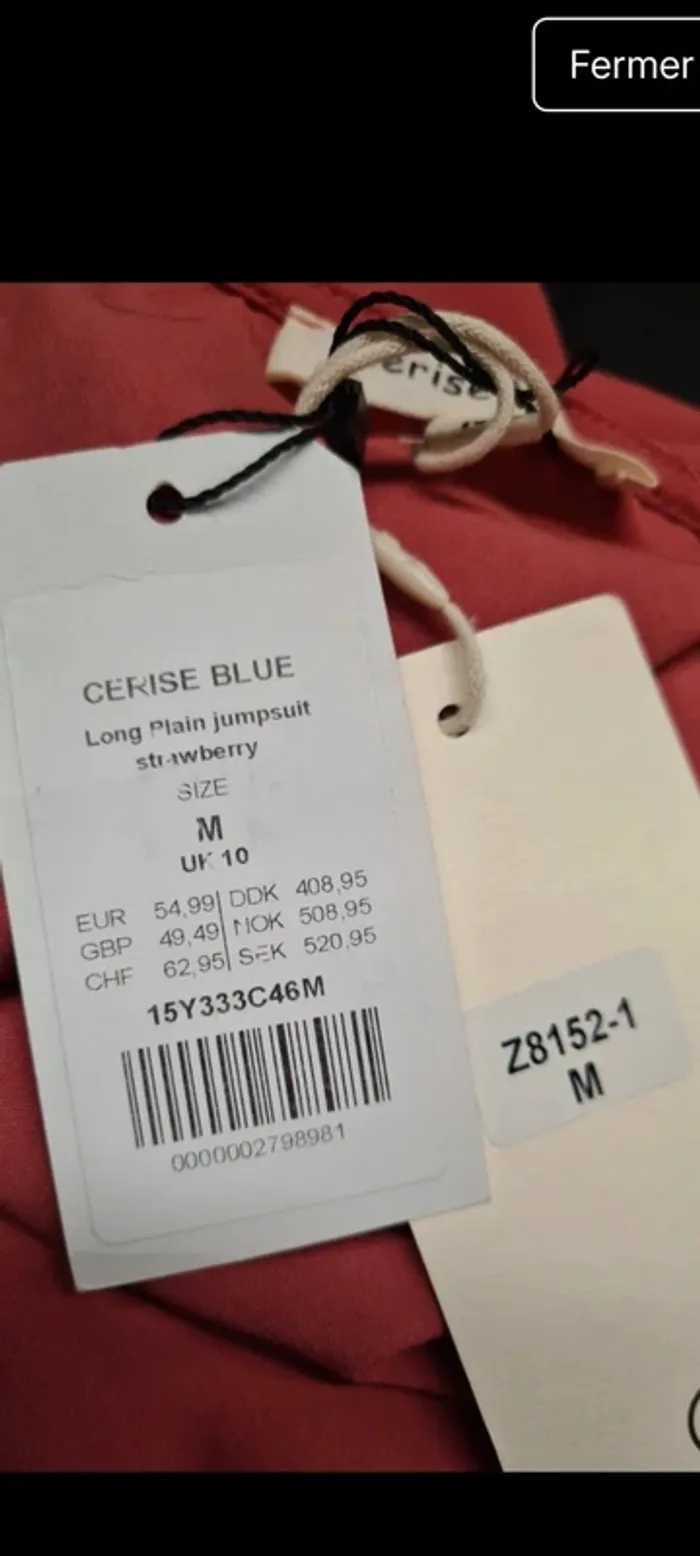 Fermer
erise
CERISE BLUE
Long Plain jumpsuit
strawberry
SIZE
M
UK 10
EUR 54,99 | DDK 408,95
GBP 49,49 | NOK 508,95
CHF 62,95 | SEK 520,95
15Y333C46M
0000002798981
Z8152-1
M